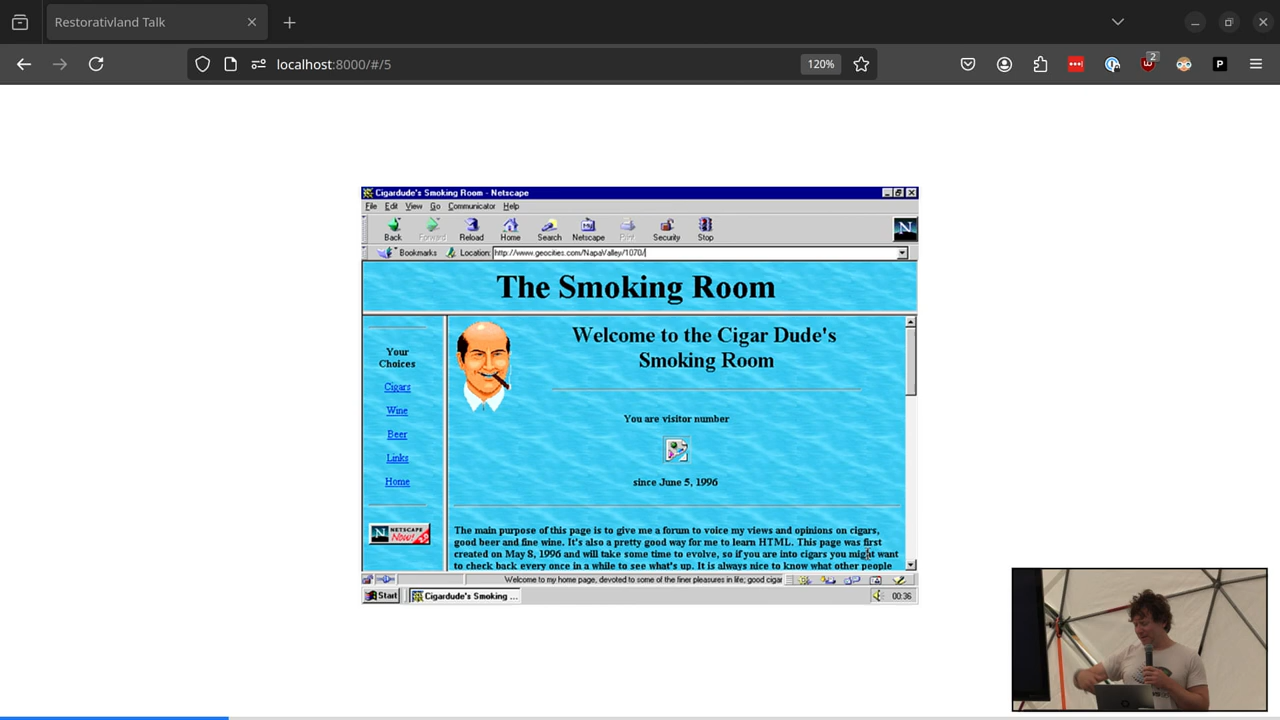 Restorativland Talk
localhost:8000/#/5
120%
2
P
Cigardude's Smoking Room - Netscape
File Edit View Go Communicator Help
Back Forward Reload Home Search Netscape Print Security Stop
N
Bookmarks Location: http://www.geocities.com/NapaValley/1070/
The Smoking Room
Your
Choices
Cigars
Wine
Beer
Links
Home
N NETSCAPE
Now!
Welcome to the Cigar Dude's
Smoking Room
You are visitor number
since June 5, 1996
The main purpose of this page is to give me a forum to voice my views and opinions on cigars,
good beer and fine wine. It's also a pretty good way for me to learn HTML. This page was first
created on May 8, 1996 and will take some time to evolve, so if you are into cigars you might want
to check back every once in a while to see what's up. It is always nice to know what other people
Welcome to my home page, devoted to some of the finer pleasures in life; good cigar
Start Cigardude's Smoking ... 00:36